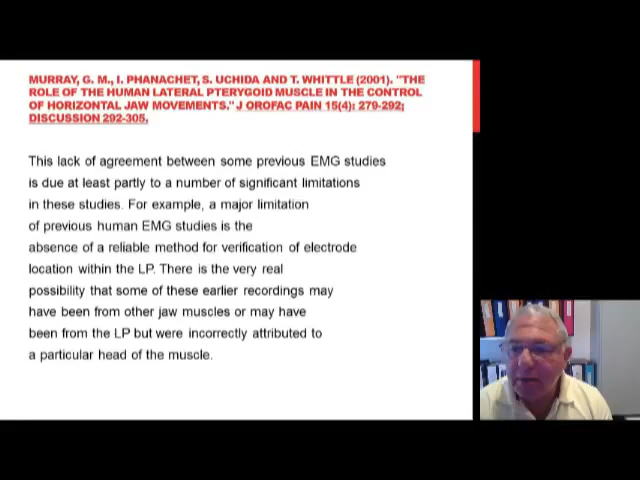 MURRAY, G. M., I. PHANACHET, S. UCHIDA AND T. WHITTLE (2001). "THE
ROLE OF THE HUMAN LATERAL PTERYGOID MUSCLE IN THE CONTROL
OF HORIZONTAL JAW MOVEMENTS." J OROFAC PAIN 15(4): 279-292;
DISCUSSION 292-305.
This lack of agreement between some previous EMG studies
is due at least partly to a number of significant limitations
in these studies. For example, a major limitation
of previous human EMG studies is the
absence of a reliable method for verification of electrode
location within the LP. There is the very real
possibility that some of these earlier recordings may
have been from other jaw muscles or may have
been from the LP but were incorrectly attributed to
a particular head of the muscle.